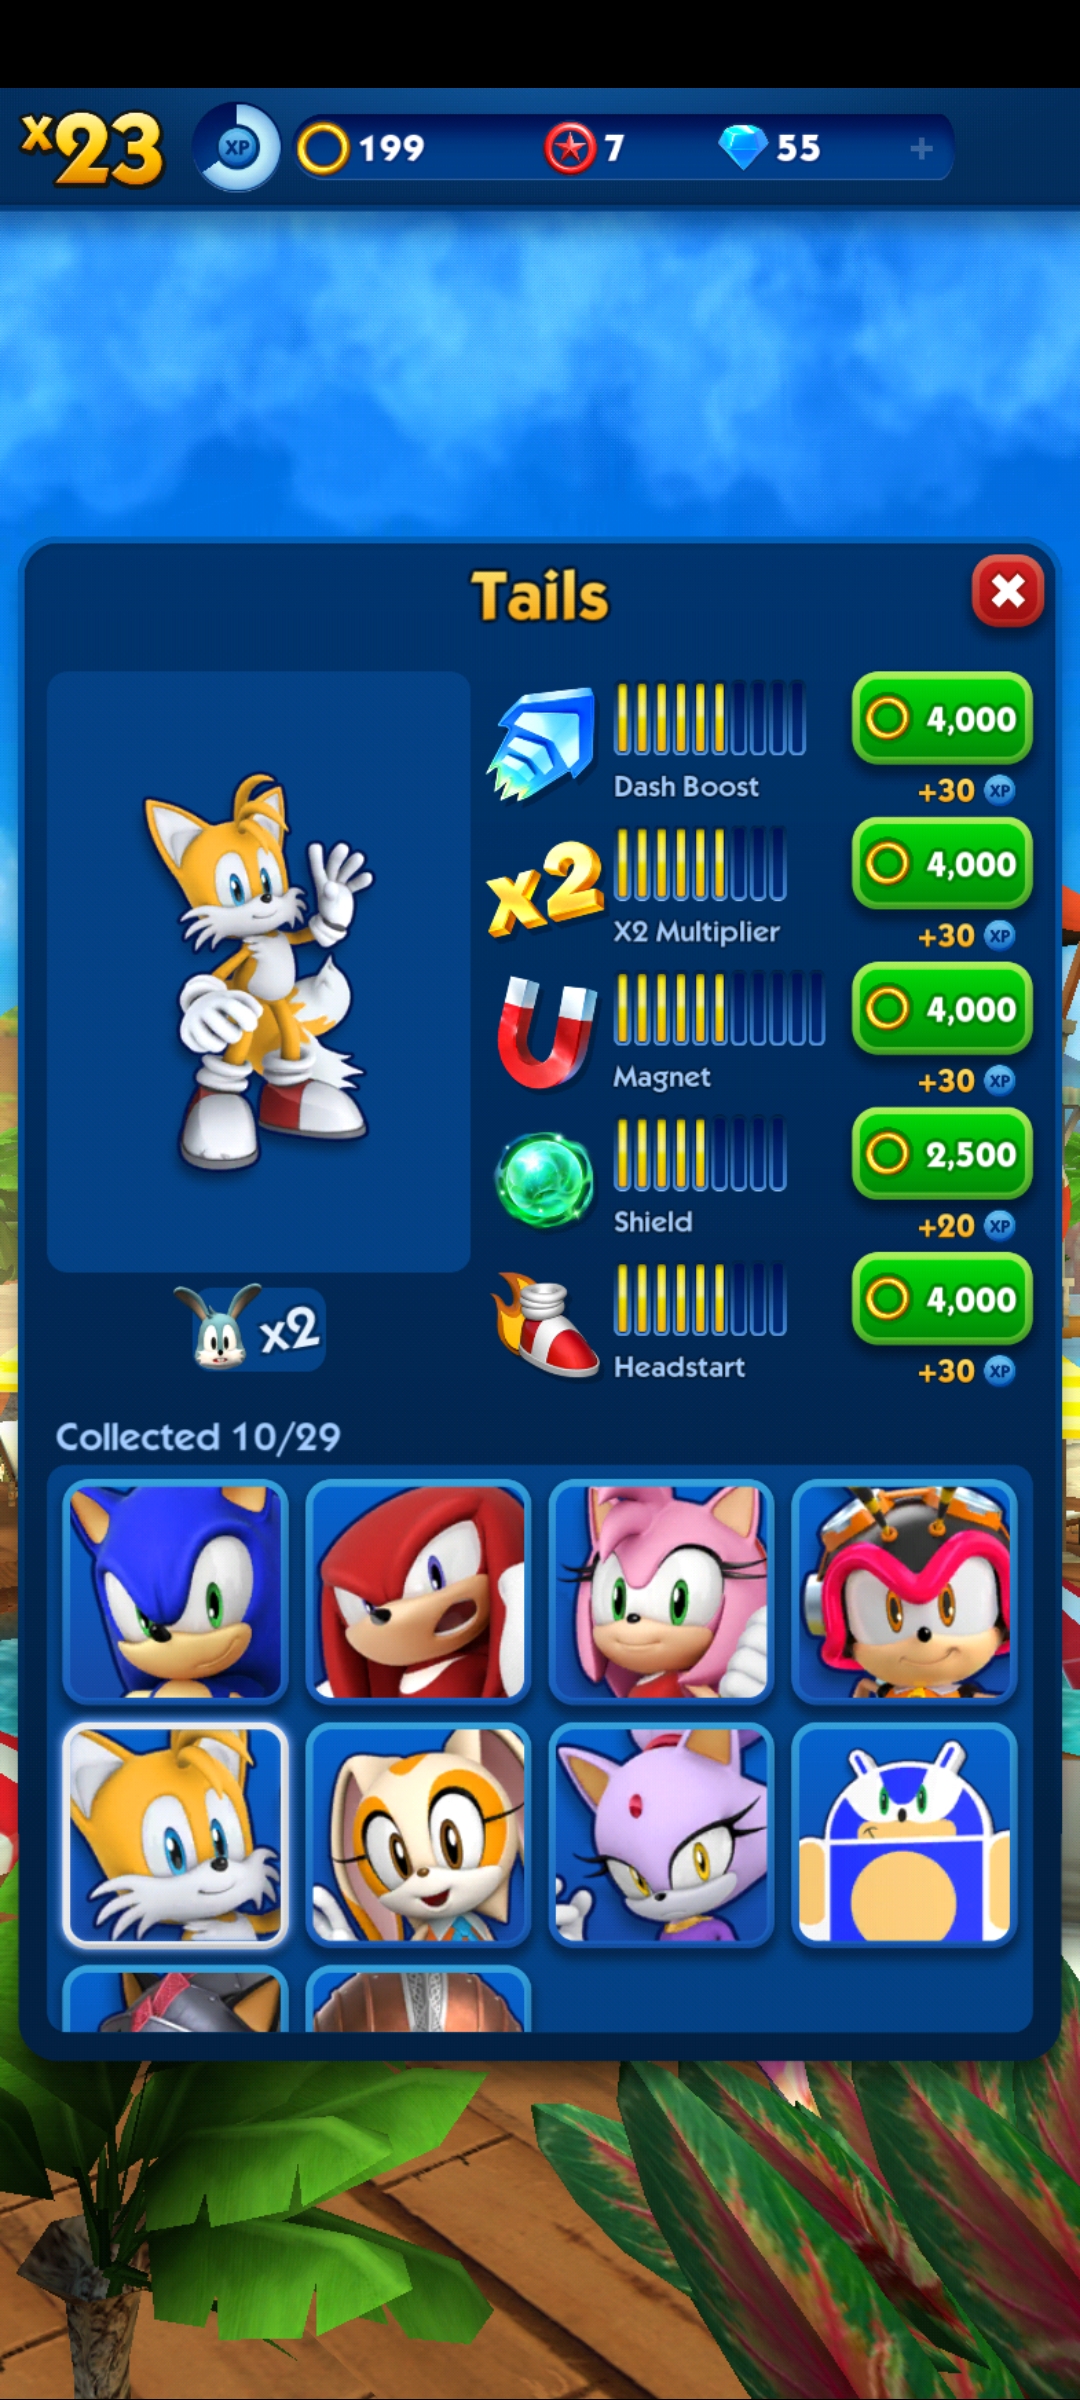 x23 XP 199 7 55 +
Tails
4,000
Dash Boost
+30 XP
x2
4,000
X2 Multiplier
+30 XP
4,000
Magnet
+30 XP
2,500
Shield
+20 XP
4,000
x2
Headstart
+30 XP
Collected 10/29